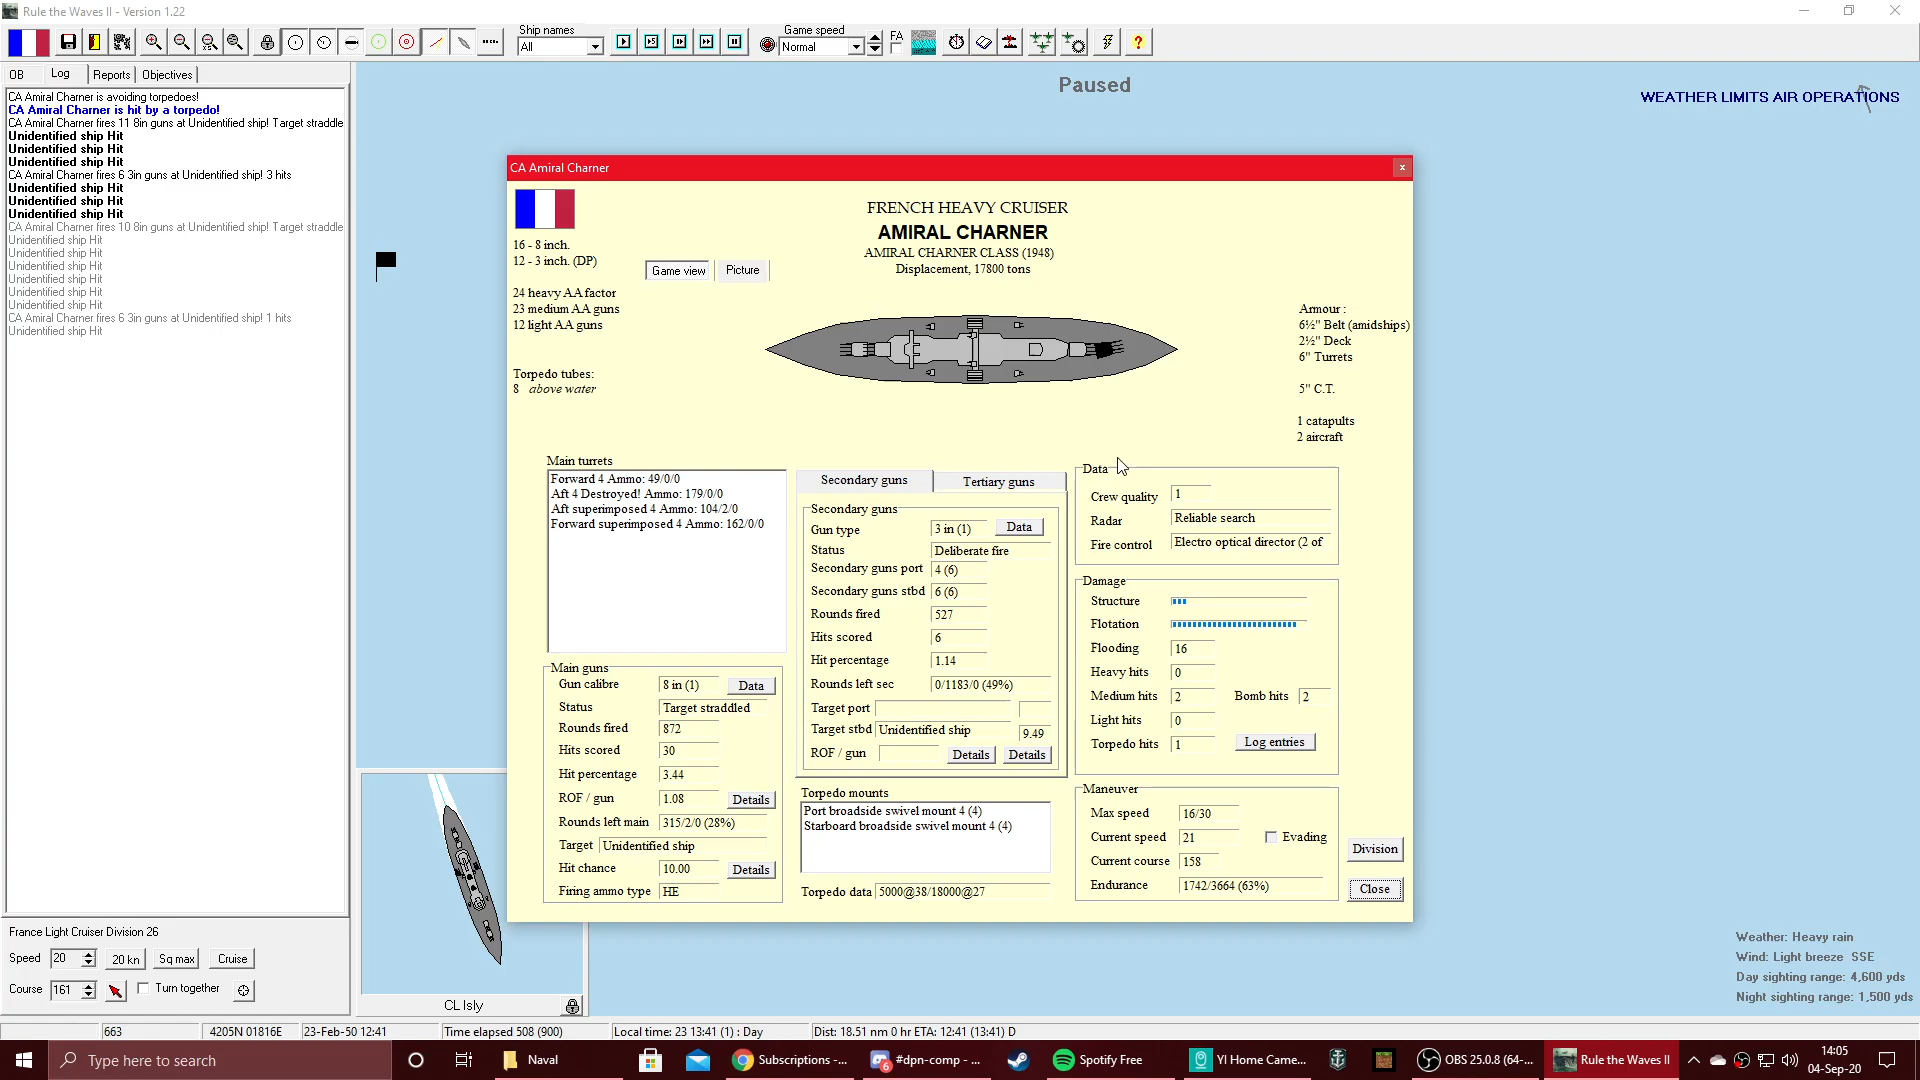 Rule the Waves II - Version 1.22
Ship names
All
Game speed
Normal
FA
OB
Log
Reports
Objectives
CA Amiral Charner is avoiding torpedoes!
CA Amiral Charner is hit by a torpedo!
CA Amiral Charner fires 11 8in guns at Unidentified ship! Target straddle
Unidentified ship Hit
Unidentified ship Hit
Unidentified ship Hit
CA Amiral Charner fires 6 3in guns at Unidentified ship! 3 hits
Unidentified ship Hit
Unidentified ship Hit
Unidentified ship Hit
CA Amiral Charner fires 10 8in guns at Unidentified ship! Target straddle
Unidentified ship Hit
Unidentified ship Hit
Unidentified ship Hit
Unidentified ship Hit
Unidentified ship Hit
Unidentified ship Hit
CA Amiral Charner fires 6 3in guns at Unidentified ship! 1 hits
Unidentified ship Hit
Paused
WEATHER LIMITS AIR OPERATIONS
CA Amiral Charner
FRENCH HEAVY CRUISER
AMIRAL CHARNER
AMIRAL CHARNER CLASS (1948)
Displacement, 17800 tons
16 - 8 inch.
12 - 3 inch. (DP)
Game view
Picture
24 heavy AA factor
23 medium AA guns
12 light AA guns
Torpedo tubes:
8 above water
Armour :
6½" Belt (amidships)
2½" Deck
6" Turrets
5" C.T.
1 catapults
2 aircraft
Main turrets
Forward 4 Ammo: 49/0/0
Aft 4 Destroyed! Ammo: 179/0/0
Aft superimposed 4 Ammo: 104/2/0
Forward superimposed 4 Ammo: 162/0/0
Main guns
Gun calibre 8 in (1) Data
Status Target straddled
Rounds fired 872
Hits scored 30
Hit percentage 3.44
ROF / gun 1.08 Details
Rounds left main 315/2/0 (28%)
Target Unidentified ship
Hit chance 10.00 Details
Firing ammo type HE
Secondary guns
Tertiary guns
Secondary guns
Gun type 3 in (1) Data
Status Deliberate fire
Secondary guns port 4 (6)
Secondary guns stbd 6 (6)
Rounds fired 527
Hits scored 6
Hit percentage 1.14
Rounds left sec 0/1183/0 (49%)
Target port
Target stbd Unidentified ship 9.49
ROF / gun Details Details
Torpedo mounts
Port broadside swivel mount 4 (4)
Starboard broadside swivel mount 4 (4)
Torpedo data 5000@38/18000@27
Data
Crew quality 1
Radar Reliable search
Fire control Electro optical director (2 of
Damage
Structure
Flotation
Flooding 16
Heavy hits 0
Medium hits 2 Bomb hits 2
Light hits 0
Torpedo hits 1 Log entries
Maneuver
Max speed 16/30
Current speed 21 Evading
Current course 158
Endurance 1742/3664 (63%)
Division
Close
France Light Cruiser Division 26
Speed 20 20 kn Sq max Cruise
Course 161 Turn together
CL Isly
Weather: Heavy rain
Wind: Light breeze SSE
Day sighting range: 4,600 yds
Night sighting range: 1,500 yds
663
4205N 01816E
23-Feb-50 12:41
Time elapsed 508 (900)
Local time: 23 13:41 (1) : Day
Dist: 18.51 nm 0 hr ETA: 12:41 (13:41) D
Type here to search
Naval
Subscriptions -...
6
#dpn-comp - ...
Spotify Free
YI Home Came...
OBS 25.0.8 (64-...
Rule the Waves II
14:05
04-Sep-20